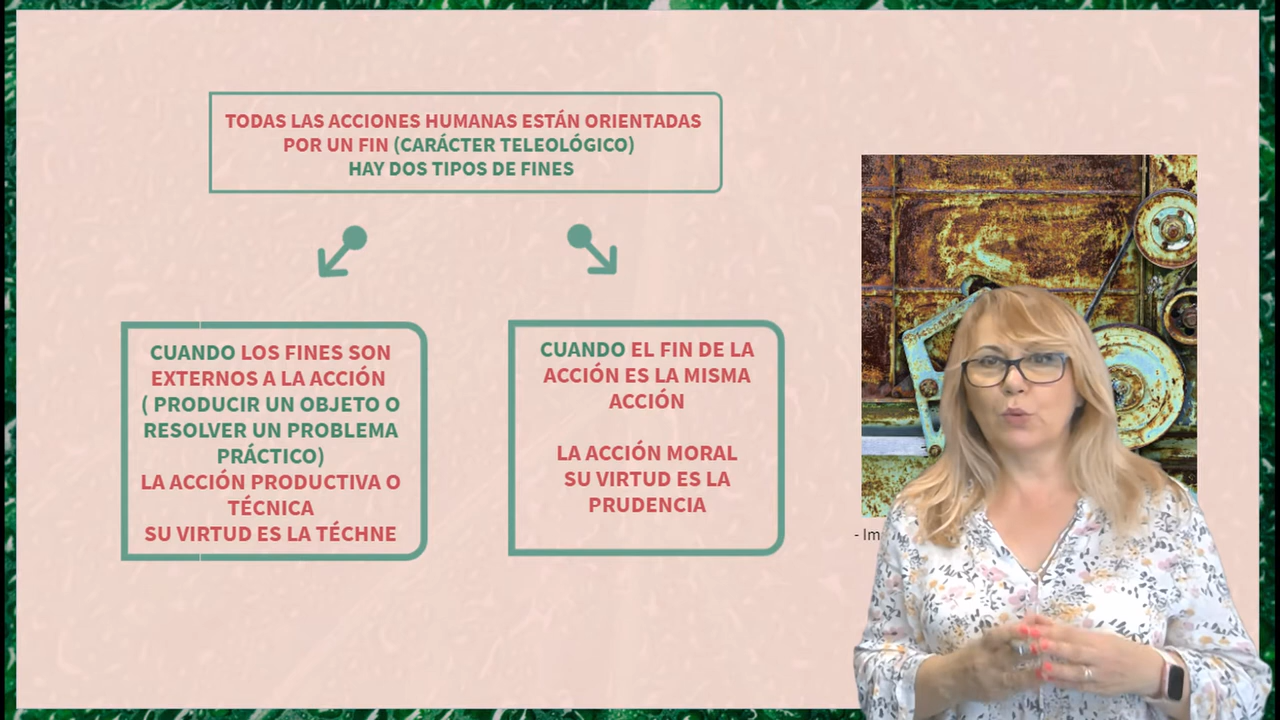 TODAS LAS ACCIONES HUMANAS ESTÁN ORIENTADAS
POR UN FIN (CARÁCTER TELEOLÓGICO)
HAY DOS TIPOS DE FINES
CUANDO LOS FINES SON
EXTERNOS A LA ACCIÓN
( PRODUCIR UN OBJETO O
RESOLVER UN PROBLEMA
PRÁCTICO)
LA ACCIÓN PRODUCTIVA O
TÉCNICA
SU VIRTUD ES LA TÉCHNE
CUANDO EL FIN DE LA
ACCIÓN ES LA MISMA
ACCIÓN
LA ACCIÓN MORAL
SU VIRTUD ES LA
PRUDENCIA